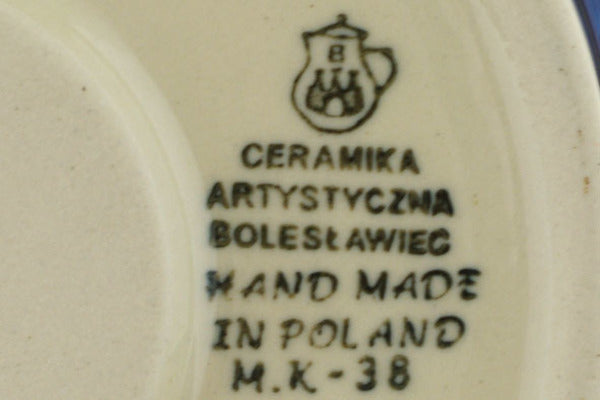 B
CERAMIKA
ARTYSTYCZNA
BOLESŁAWIEC
HAND MADE
IN POLAND
M.K-38